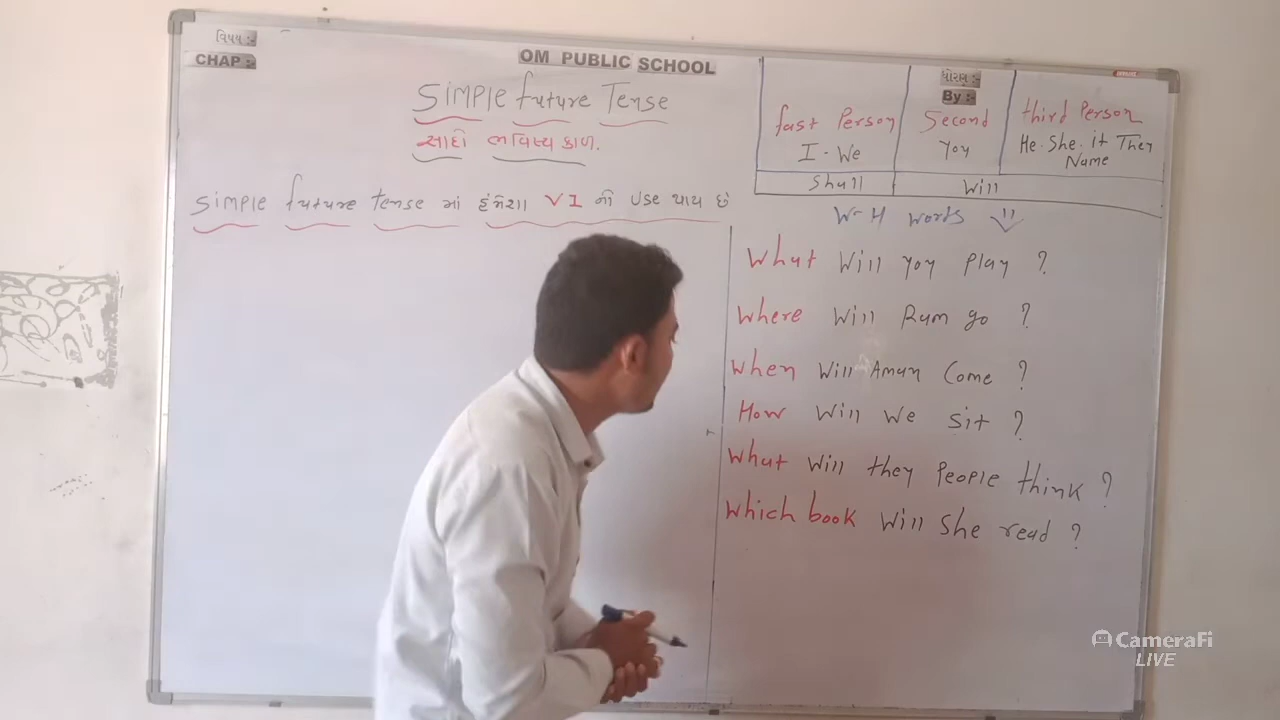 વિષય :-
CHAP :-
OM PUBLIC SCHOOL
ધોરણ :-
By :-
Simple future Tense
સાદો ભવિષ્ય કાળ.
Simple future tense માં હંમેશા V1 નો use થાય છે
fast Person
I - We
Second
You
third Person
He. She. it They
Name
Shall
Will
W-H words
What Will you Play ?
Where Will Ram go ?
When Will Aman Come ?
How Will We Sit ?
What Will they People think ?
Which book Will She read ?
CameraFi
LIVE